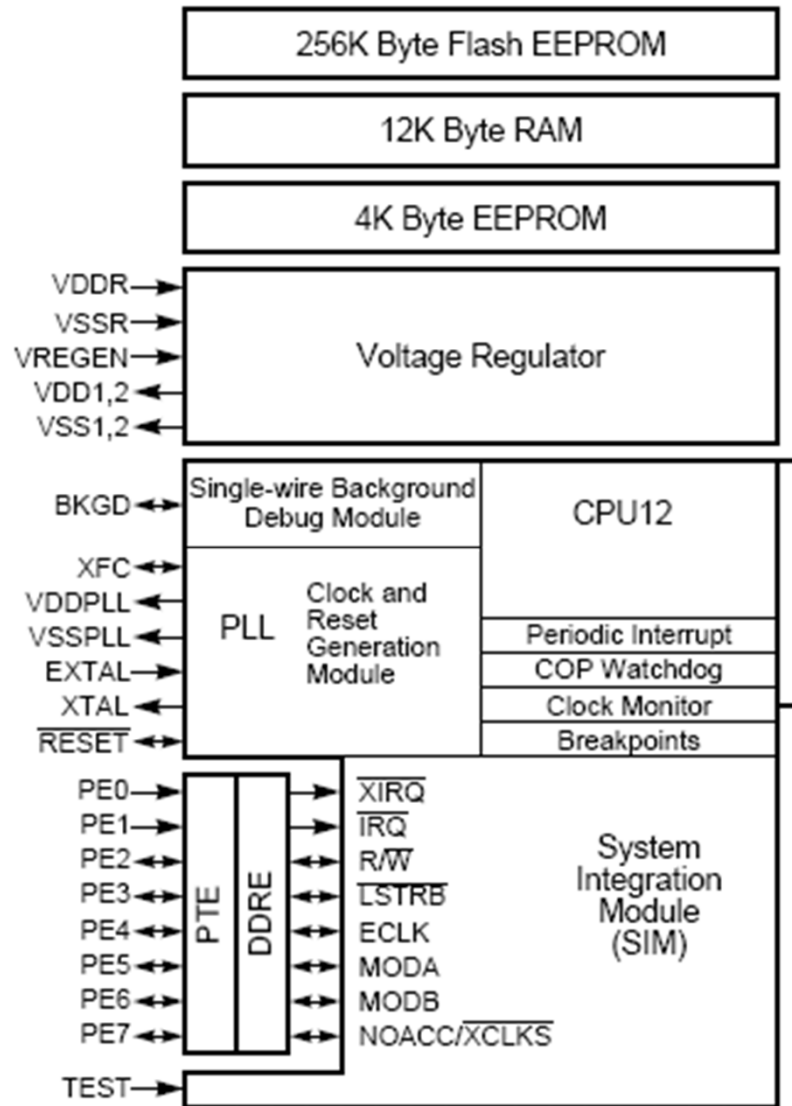 256K Byte Flash EEPROM
12K Byte RAM
4K Byte EEPROM
VDDR
VSSR
VREGEN
VDD1,2
VSS1,2
Voltage Regulator
BKGD
Single-wire Background
Debug Module
CPU12
XFC
VDDPLL
VSSPLL
EXTAL
XTAL
RESET
PLL
Clock and
Reset
Generation
Module
Periodic Interrupt
COP Watchdog
Clock Monitor
Breakpoints
PE0
PE1
PE2
PE3
PE4
PE5
PE6
PE7
PTE
DDRE
XIRQ
IRQ
R/W
LSTRB
ECLK
MODA
MODB
NOACC/XCLKS
System
Integration
Module
(SIM)
TEST